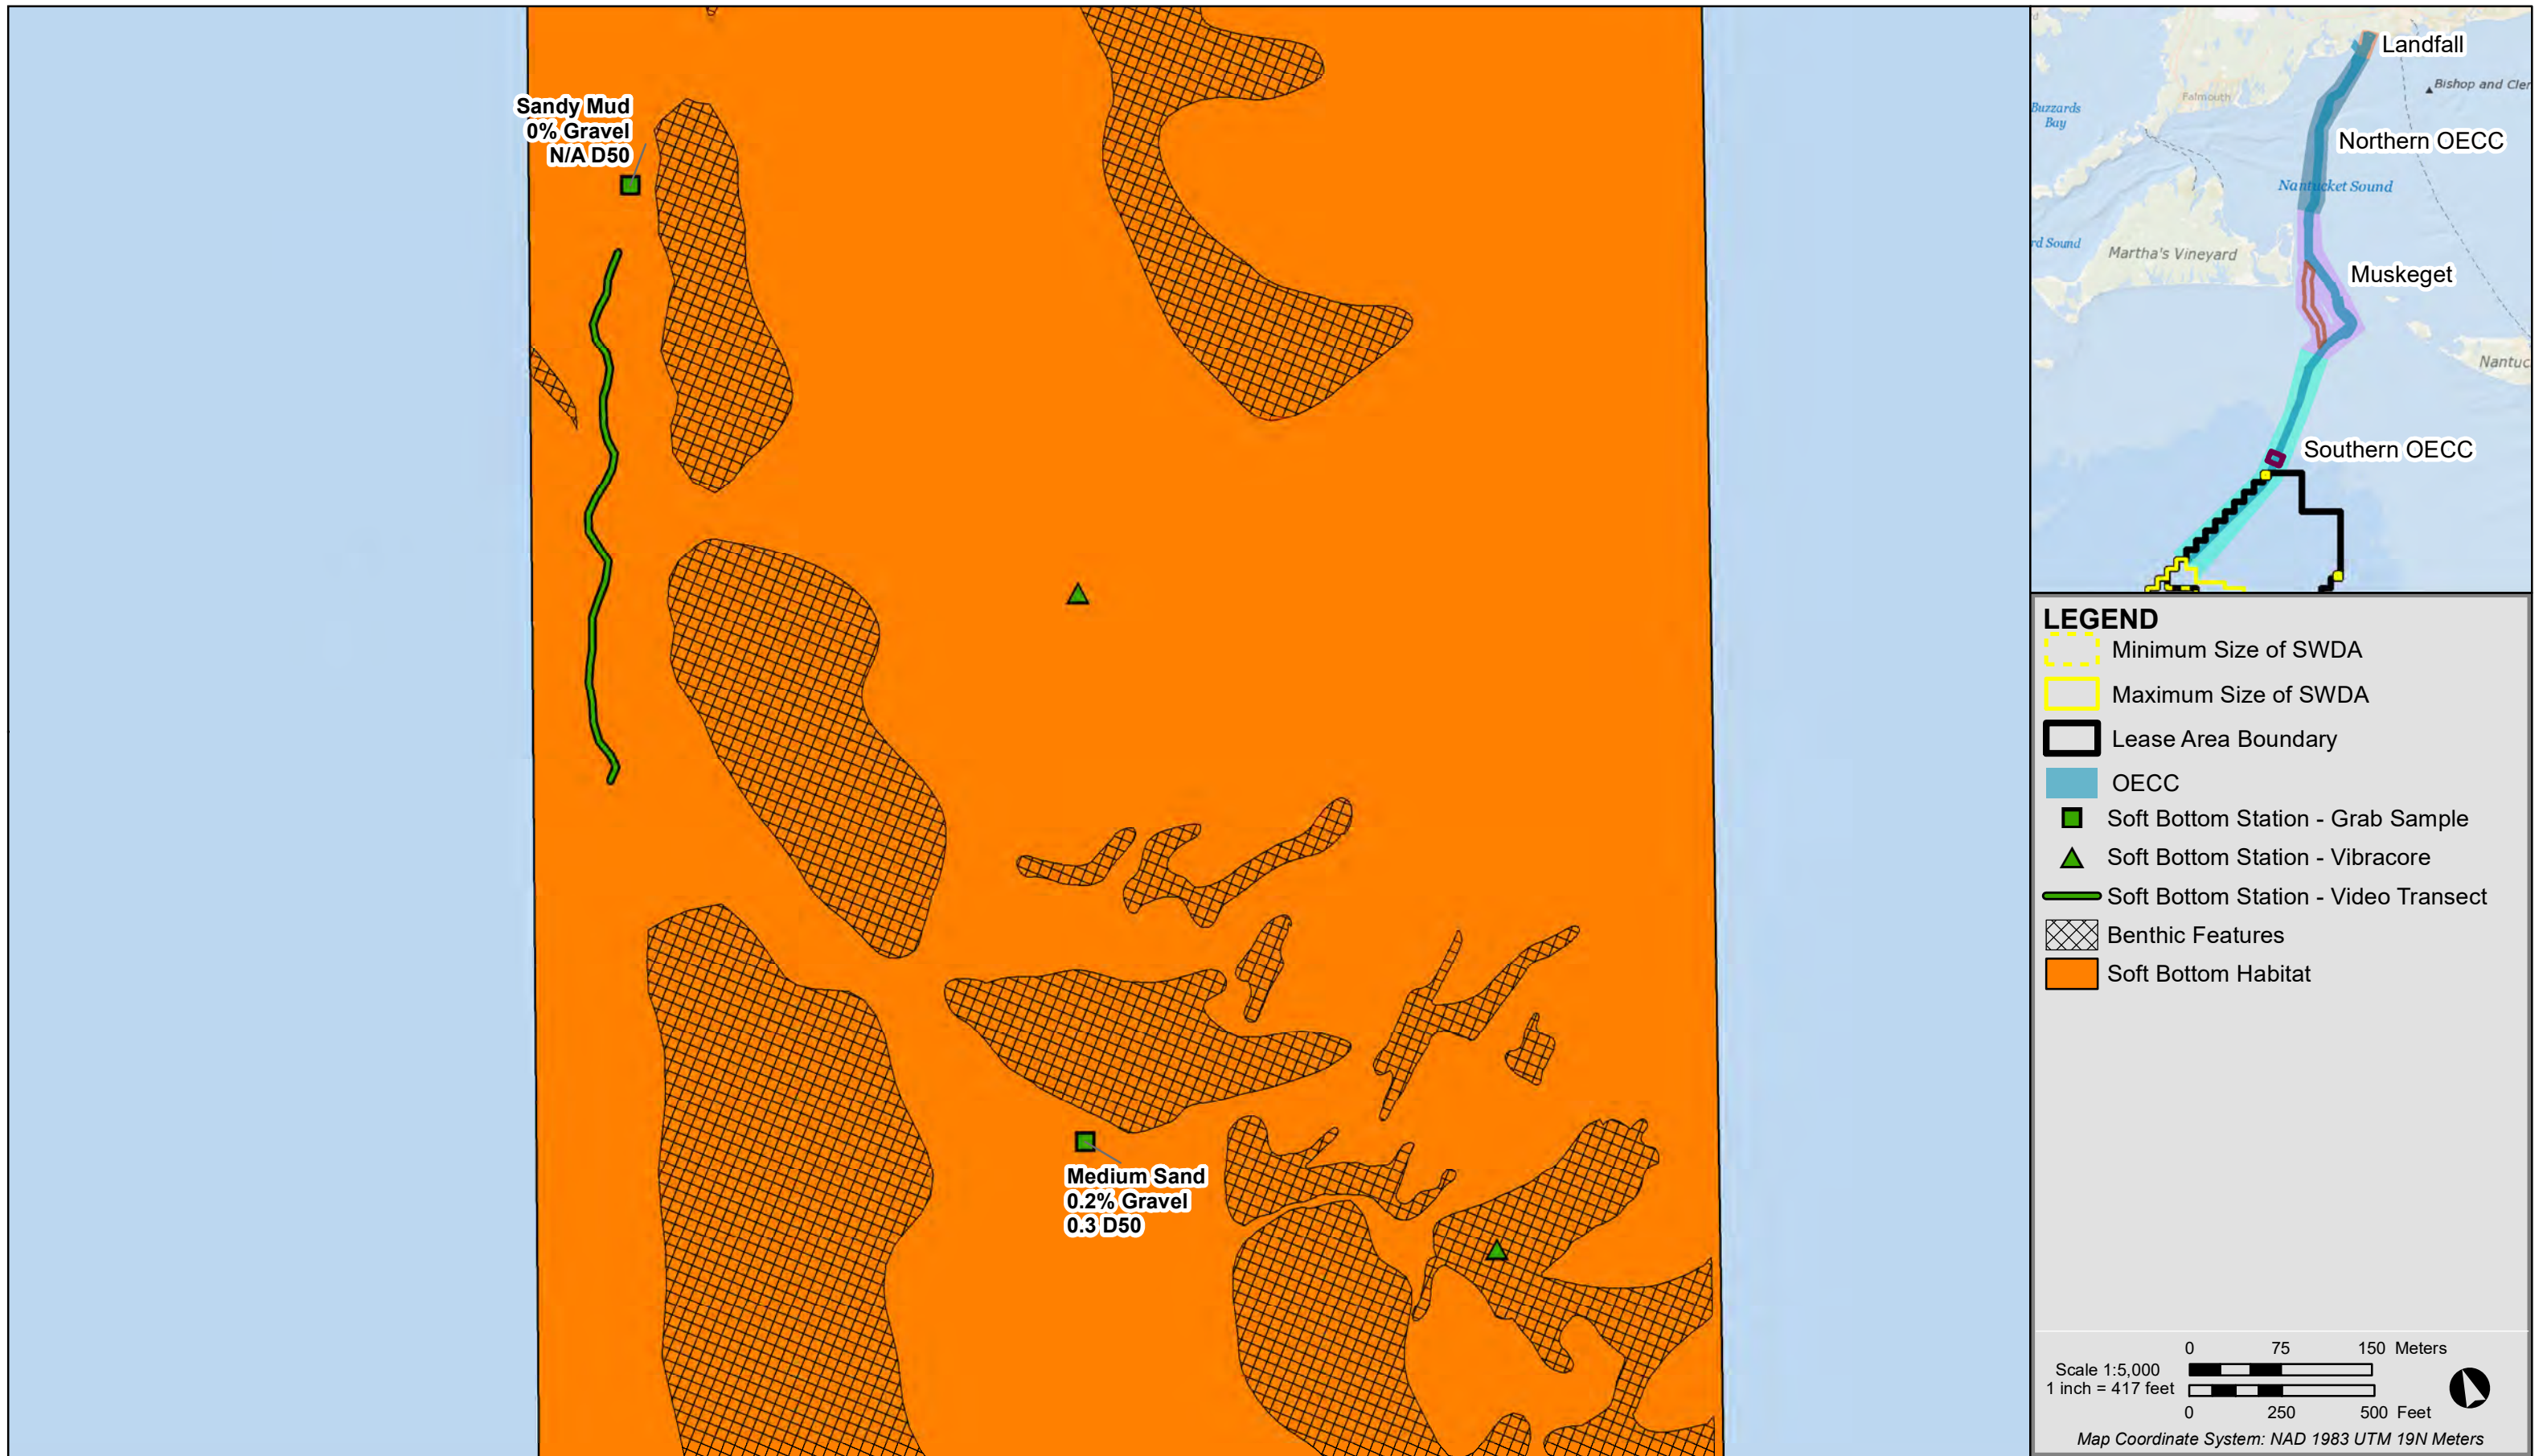 Sandy Mud
0% Gravel
N/A D50
Medium Sand
0.2% Gravel
0.3 D50
Landfall
Bishop and Cler
Falmouth
Buzzards
Bay
Northern OECC
Nantucket Sound
rd Sound
Martha's Vineyard
Muskeget
Nantuc
Southern OECC
LEGEND
Minimum Size of SWDA
Maximum Size of SWDA
Lease Area Boundary
OECC
Soft Bottom Station - Grab Sample
Soft Bottom Station - Vibracore
Soft Bottom Station - Video Transect
Benthic Features
Soft Bottom Habitat
0 75 150 Meters
Scale 1:5,000
1 inch = 417 feet
0 250 500 Feet
Map Coordinate System: NAD 1983 UTM 19N Meters